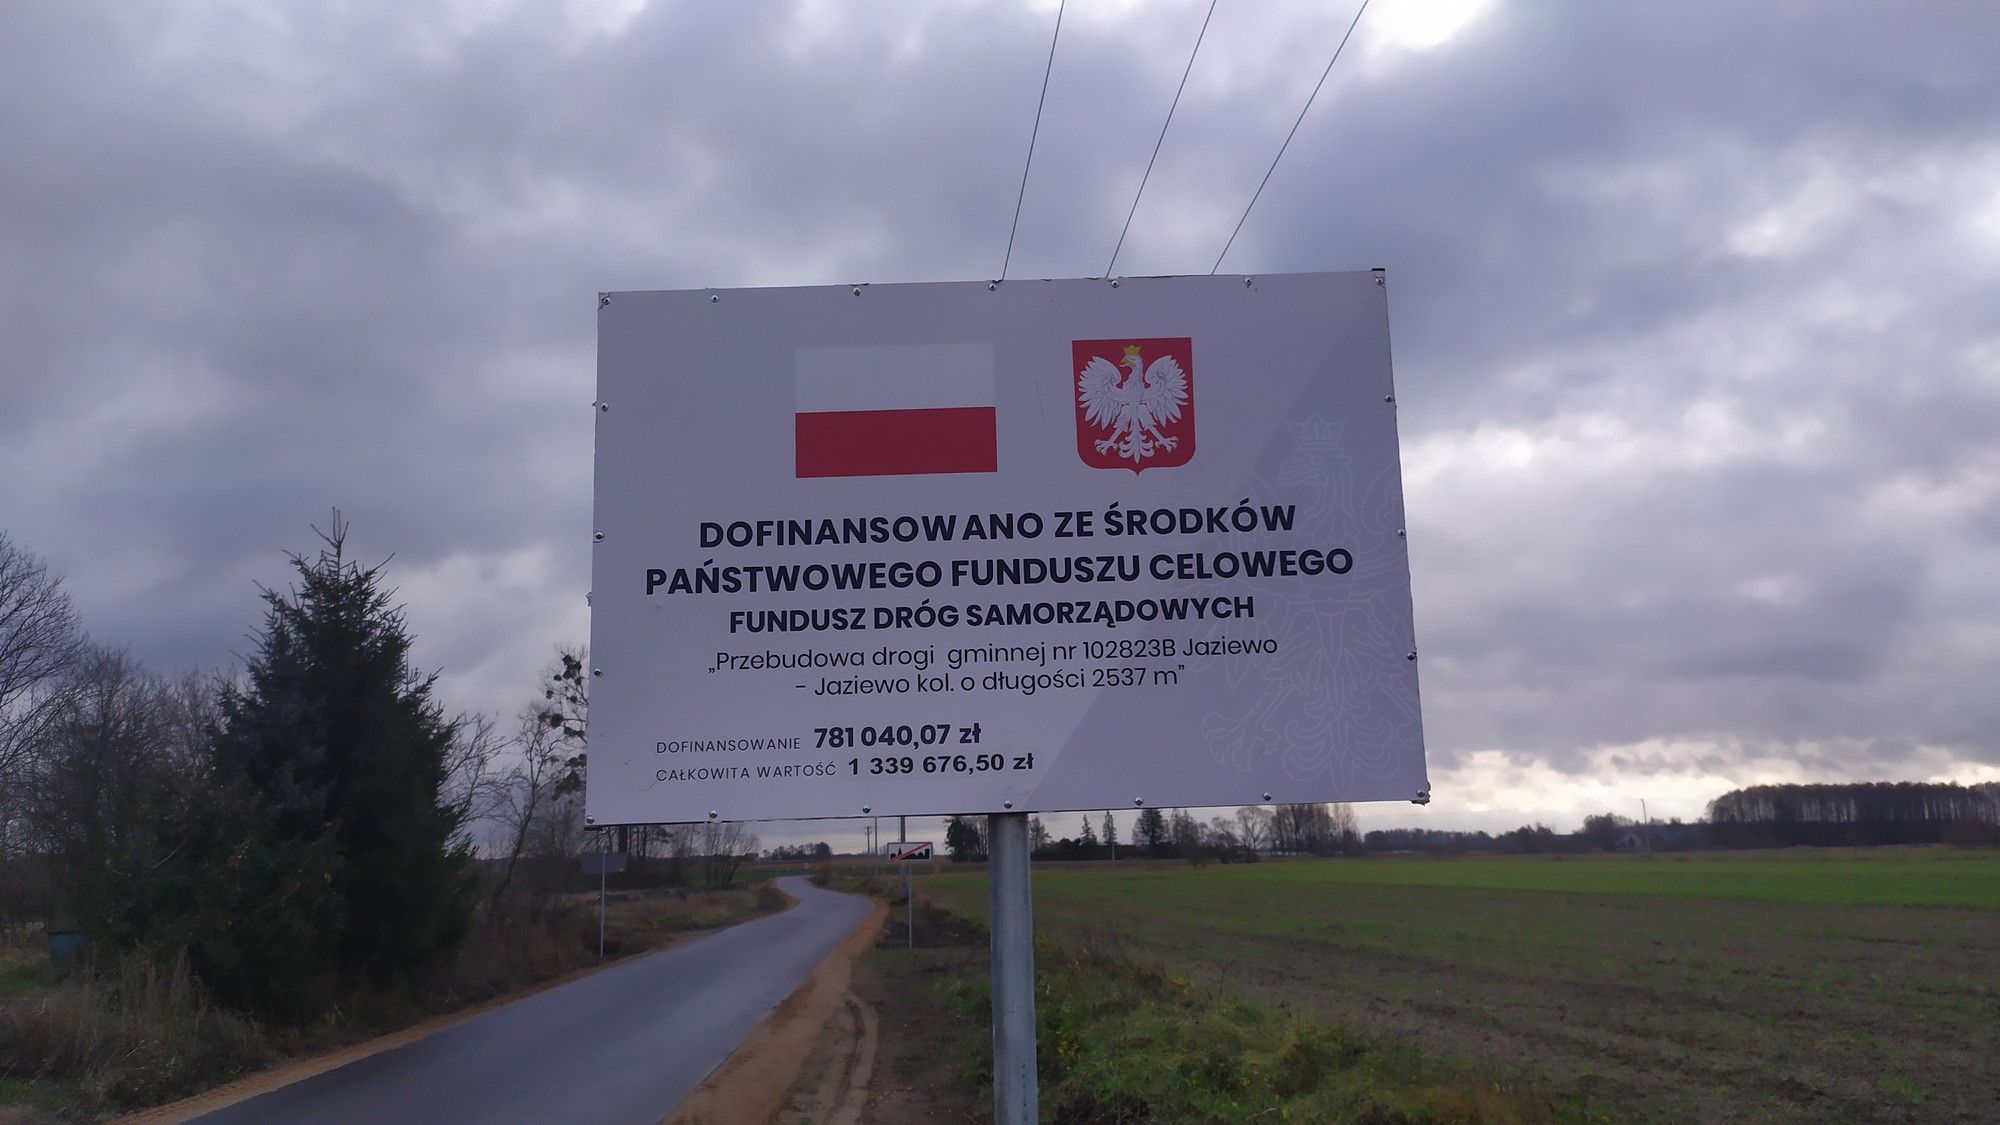 DOFINANSOWANO ZE ŚRODKÓW
PAŃSTWOWEGO FUNDUSZU CELOWEGO
FUNDUSZ DRÓG SAMORZĄDOWYCH
„Przebudowa drogi gminnej nr 102823B Jaziewo
- Jaziewo kol. o długości 2537 m”
DOFINANSOWANIE 781 040,07 zł
CAŁKOWITA WARTOŚĆ 1 339 676,50 zł